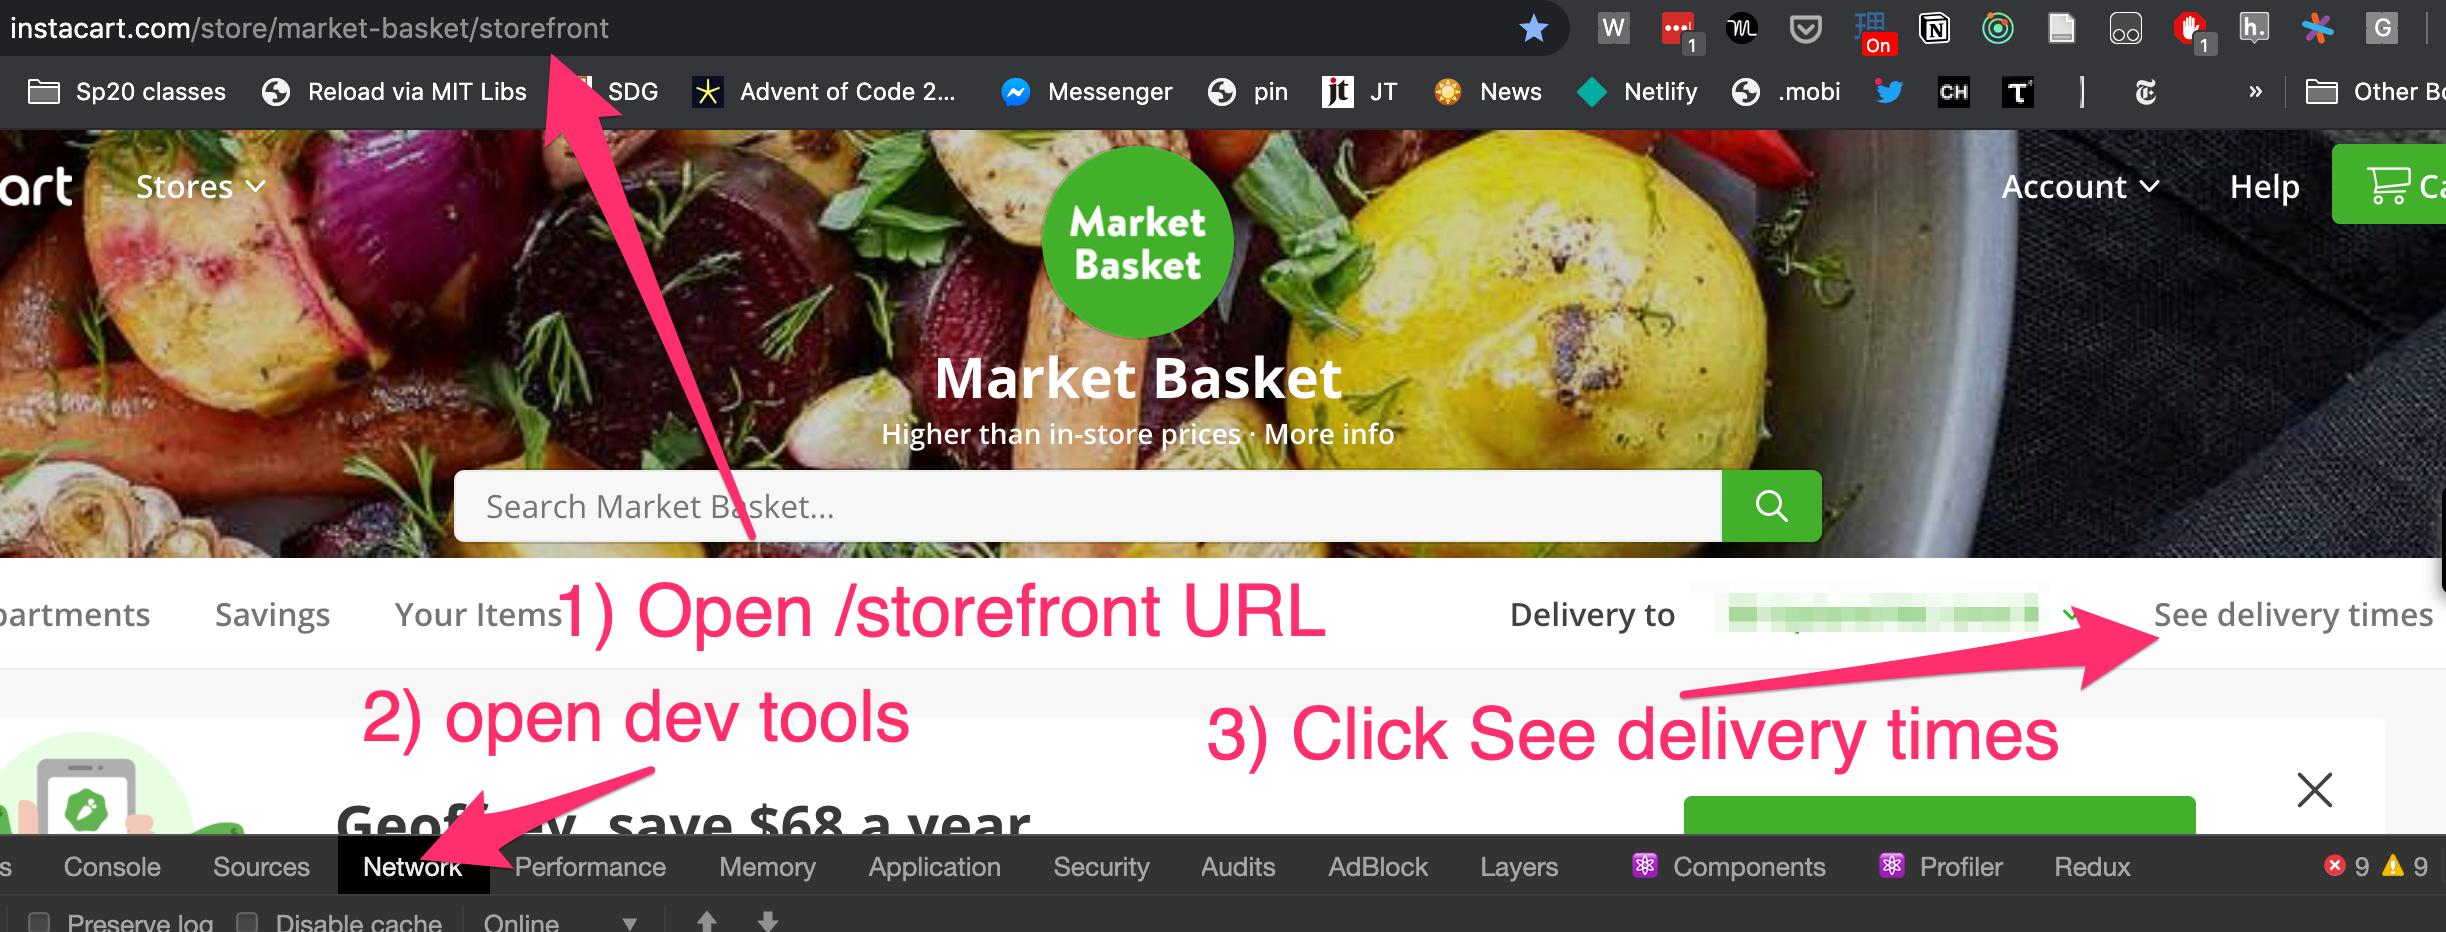 instacart.com/store/market-basket/storefront
W 1 On h. 1 G
Sp20 classes Reload via MIT Libs SDG Advent of Code 2... Messenger pin jt JT News Netlify .mobi CH T » Other Bo
art Stores Account Help Ca
Market
Basket
Market Basket
Higher than in-store prices · More info
Search Market Basket...
partments Savings Your Items Delivery to See delivery times
1) Open /storefront URL
2) open dev tools
3) Click See delivery times
Geoffrey, save $68 a year
s Console Sources Network Performance Memory Application Security Audits AdBlock Layers Components Profiler Redux 9 9
Preserve log Disable cache Online